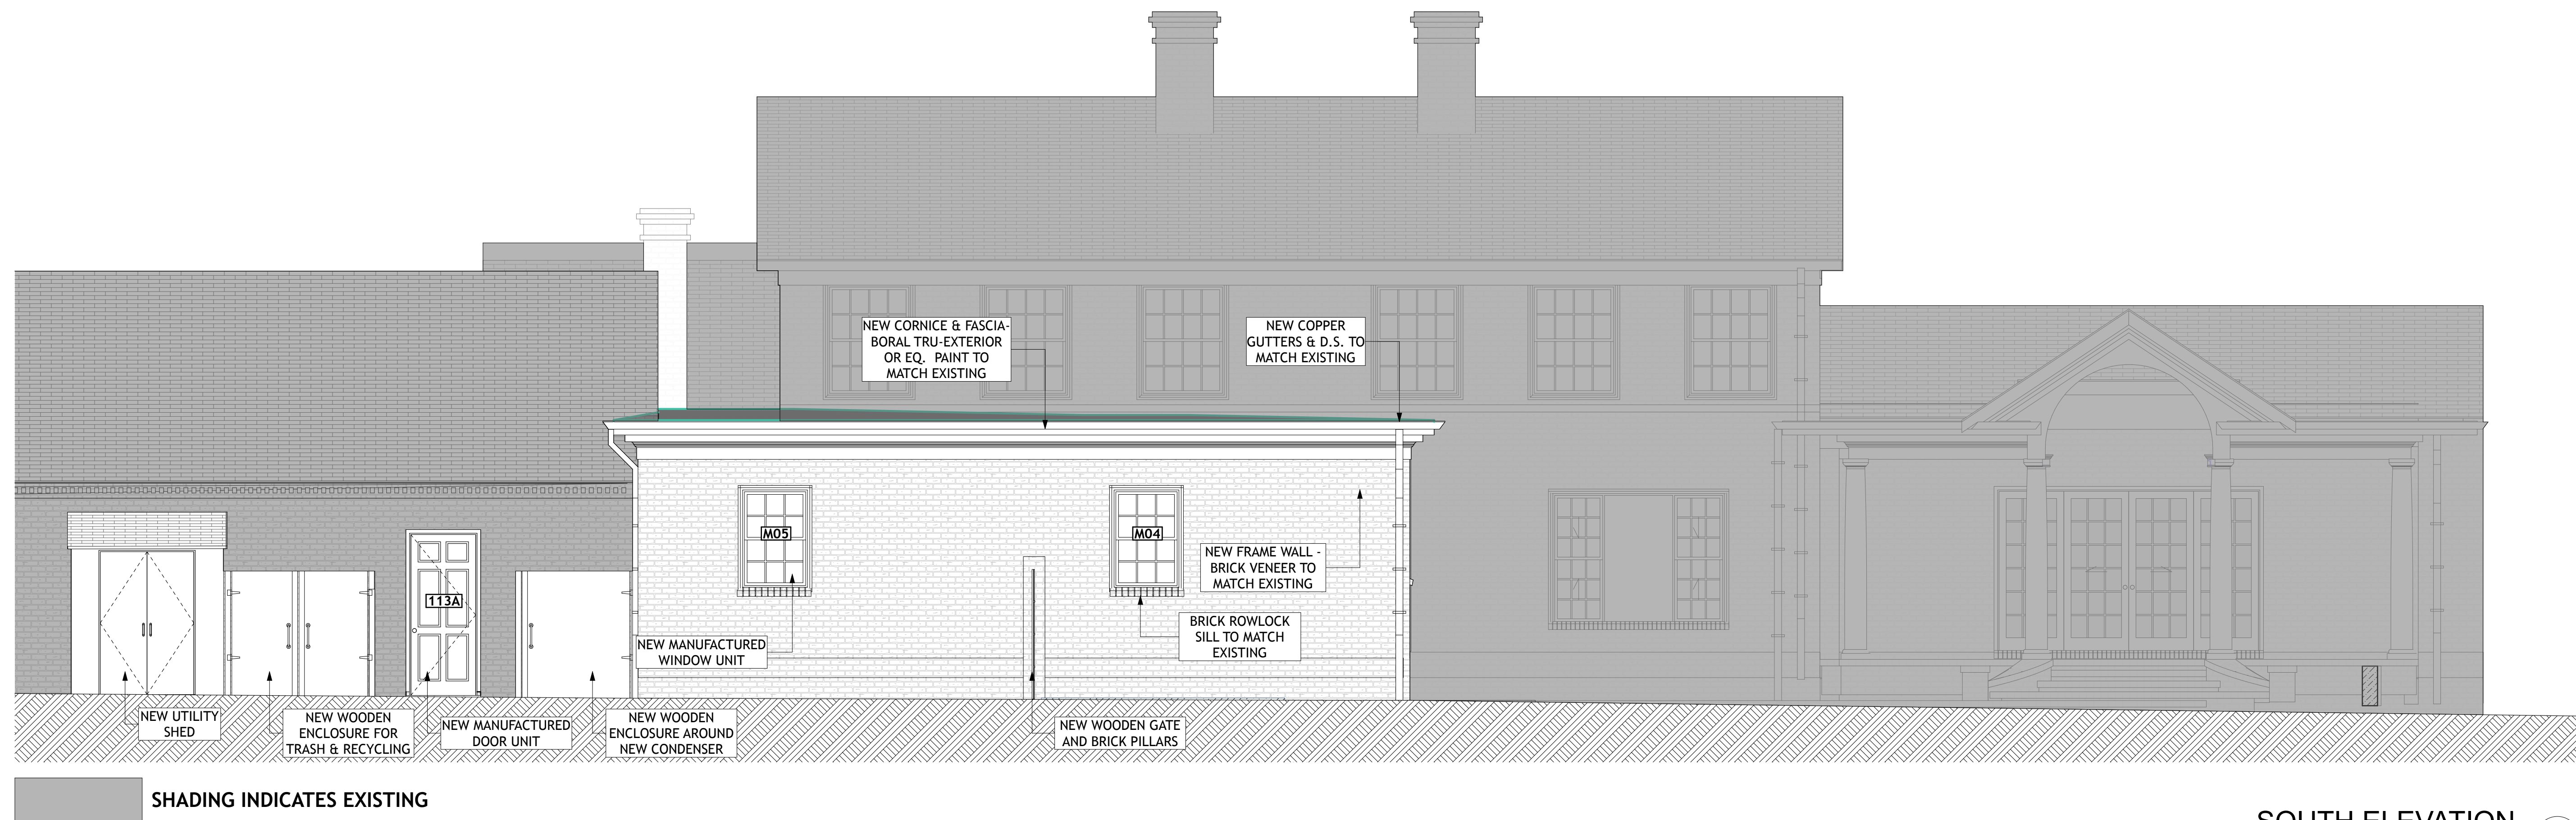 NEW CORNICE & FASCIA-
BORAL TRU-EXTERIOR
OR EQ. PAINT TO
MATCH EXISTING
NEW COPPER
GUTTERS & D.S. TO
MATCH EXISTING
M05
M04
NEW FRAME WALL -
BRICK VENEER TO
MATCH EXISTING
113A
BRICK ROWLOCK
SILL TO MATCH
EXISTING
NEW MANUFACTURED
WINDOW UNIT
NEW UTILITY
SHED
NEW WOODEN
ENCLOSURE FOR
TRASH & RECYCLING
NEW MANUFACTURED
DOOR UNIT
NEW WOODEN
ENCLOSURE AROUND
NEW CONDENSER
NEW WOODEN GATE
AND BRICK PILLARS
SHADING INDICATES EXISTING
SOUTH ELEVATION